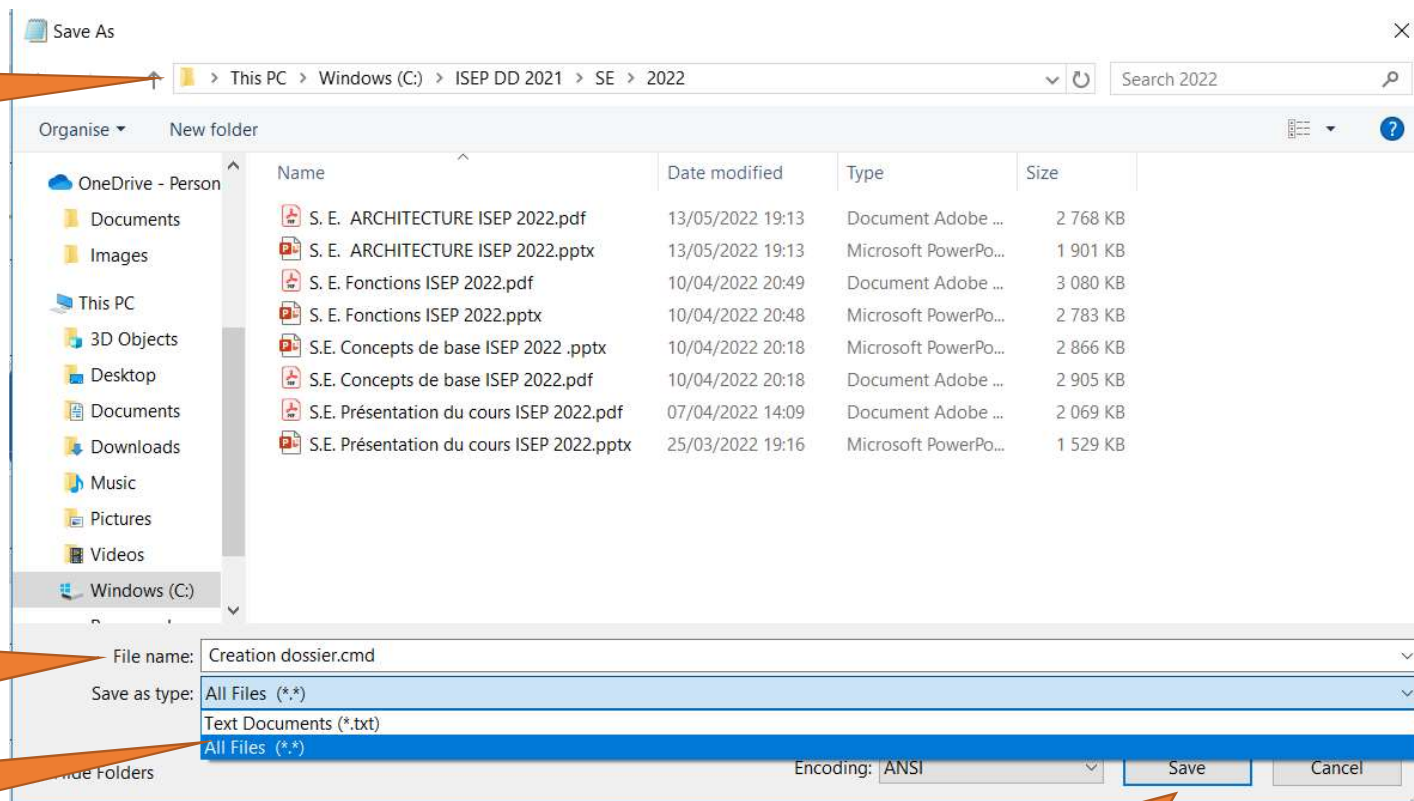 Save As
This PC > Windows (C:) > ISEP DD 2021 > SE > 2022
Search 2022
Organise
New folder
OneDrive - Person
Documents
Images
This PC
3D Objects
Desktop
Documents
Downloads
Music
Pictures
Videos
Windows (C:)
Name Date modified Type Size
S. E.  ARCHITECTURE ISEP 2022.pdf 13/05/2022 19:13 Document Adobe ... 2 768 KB
S. E.  ARCHITECTURE ISEP 2022.pptx 13/05/2022 19:13 Microsoft PowerPo... 1 901 KB
S. E. Fonctions ISEP 2022.pdf 10/04/2022 20:49 Document Adobe ... 3 080 KB
S. E. Fonctions ISEP 2022.pptx 10/04/2022 20:48 Microsoft PowerPo... 2 783 KB
S.E. Concepts de base ISEP 2022 .pptx 10/04/2022 20:18 Microsoft PowerPo... 2 866 KB
S.E. Concepts de base ISEP 2022.pdf 10/04/2022 20:18 Document Adobe ... 2 905 KB
S.E. Présentation du cours ISEP 2022.pdf 07/04/2022 14:09 Document Adobe ... 2 069 KB
S.E. Présentation du cours ISEP 2022.pptx 25/03/2022 19:16 Microsoft PowerPo... 1 529 KB
File name: Creation dossier.cmd
Save as type: All Files  (*.*)
Text Documents (*.txt)
All Files  (*.*)
Folders
Encoding: ANSI
Save
Cancel